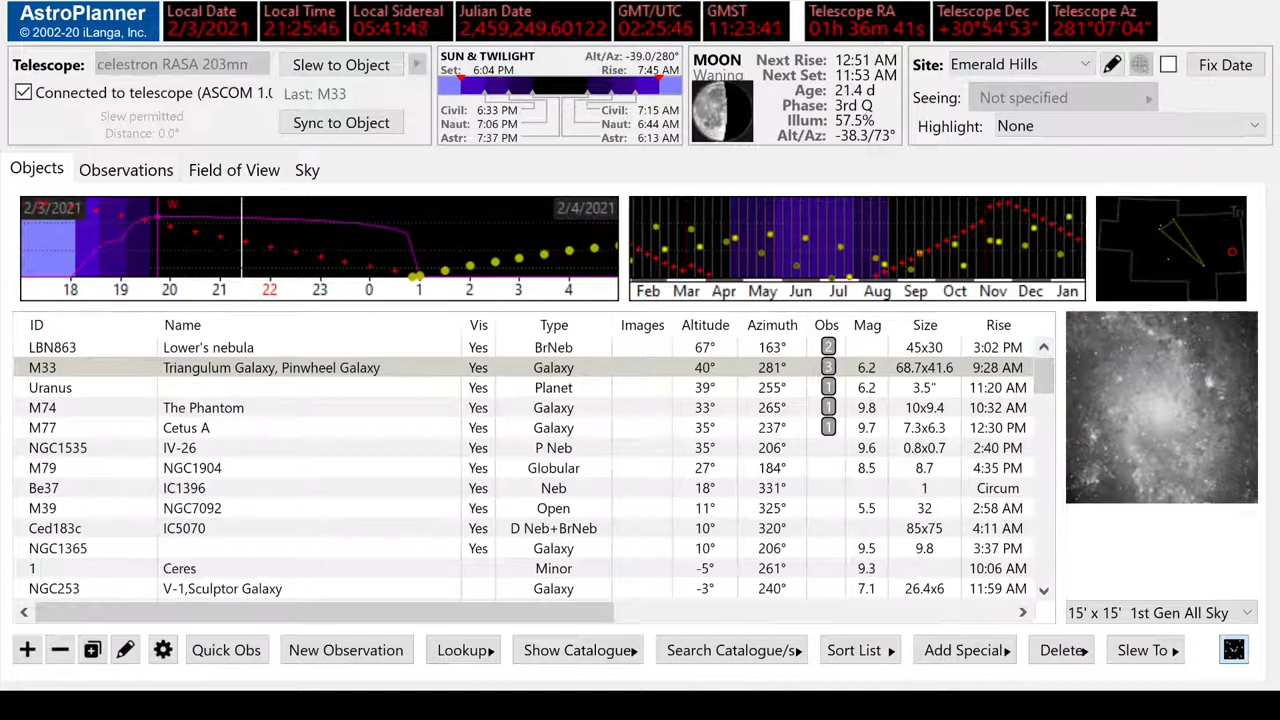 AstroPlanner
© 2002-20 iLanga, Inc.
Local Date
2/3/2021
Local Time
21:25:46
Local Sidereal
05:41:48
Julian Date
2,459,249.60122
GMT/UTC
02:25:46
GMST
11:23:41
Telescope RA
01h 36m 41s
Telescope Dec
+30°54'53"
Telescope Az
281°07'04"
Telescope:
celestron RASA 203mn
Slew to Object
Connected to telescope (ASCOM 1.(
Last: M33
Slew permitted
Distance: 0.0°
Sync to Object
SUN & TWILIGHT
Alt/Az: -39.0/280°
Set: 6:04 PM
Rise: 7:45 AM
Civil: 6:33 PM
Civil: 7:15 AM
Naut: 7:06 PM
Naut: 6:44 AM
Astr: 7:37 PM
Astr: 6:13 AM
MOON
Waning
Next Rise: 12:51 AM
Next Set: 11:53 AM
Age: 21.4 d
Phase: 3rd Q
Illum: 57.5%
Alt/Az: -38.3/73°
Site: Emerald Hills
Fix Date
Seeing: Not specified
Highlight: None
Objects Observations Field of View Sky
2/3/2021 W 2/4/2021
18 19 20 21 22 23 0 1 2 3 4
Feb Mar Apr May Jun Jul Aug Sep Oct Nov Dec Jan
Tri
ID Name Vis Type Images Altitude Azimuth Obs Mag Size Rise
LBN863 Lower's nebula Yes BrNeb 67° 163° 2 45x30 3:02 PM
M33 Triangulum Galaxy, Pinwheel Galaxy Yes Galaxy 40° 281° 3 6.2 68.7x41.6 9:28 AM
Uranus Yes Planet 39° 255° 1 6.2 3.5" 11:20 AM
M74 The Phantom Yes Galaxy 33° 265° 1 9.8 10x9.4 10:32 AM
M77 Cetus A Yes Galaxy 35° 237° 1 9.7 7.3x6.3 12:30 PM
NGC1535 IV-26 Yes P Neb 35° 206° 9.6 0.8x0.7 2:40 PM
M79 NGC1904 Yes Globular 27° 184° 8.5 8.7 4:35 PM
Be37 IC1396 Yes Neb 18° 331° 1 Circum
M39 NGC7092 Yes Open 11° 325° 5.5 32 2:58 AM
Ced183c IC5070 Yes D Neb+BrNeb 10° 320° 85x75 4:11 AM
NGC1365 Yes Galaxy 10° 206° 9.5 9.8 3:37 PM
1 Ceres Minor -5° 261° 9.3 10:06 AM
NGC253 V-1,Sculptor Galaxy Galaxy -3° 240° 7.1 26.4x6 11:59 AM
15' x 15' 1st Gen All Sky
Quick Obs New Observation Lookup Show Catalogue Search Catalogue/s Sort List Add Special Delete Slew To